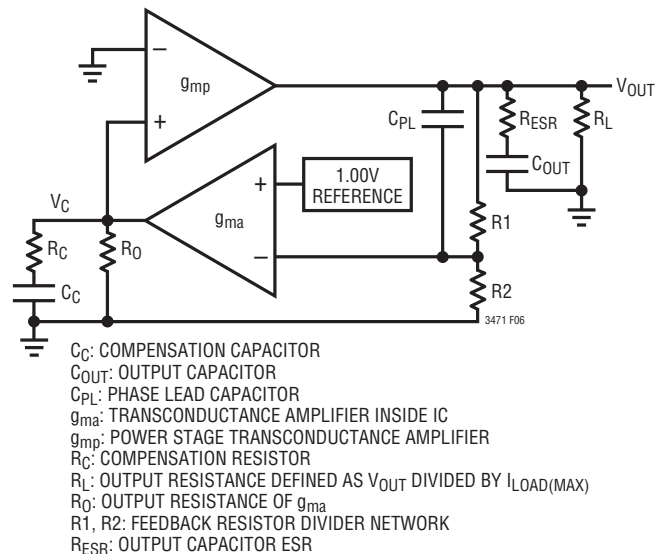 −
gmp
+
VOUT
CPL
RESR
RL
COUT
1.00V
REFERENCE
+
gma
−
VC
RC
RO
CC
R1
R2
3471 F06
CC: COMPENSATION CAPACITOR
COUT: OUTPUT CAPACITOR
CPL: PHASE LEAD CAPACITOR
gma: TRANSCONDUCTANCE AMPLIFIER INSIDE IC
gmp: POWER STAGE TRANSCONDUCTANCE AMPLIFIER
RC: COMPENSATION RESISTOR
RL: OUTPUT RESISTANCE DEFINED AS VOUT DIVIDED BY ILOAD(MAX)
RO: OUTPUT RESISTANCE OF gma
R1, R2: FEEDBACK RESISTOR DIVIDER NETWORK
RESR: OUTPUT CAPACITOR ESR